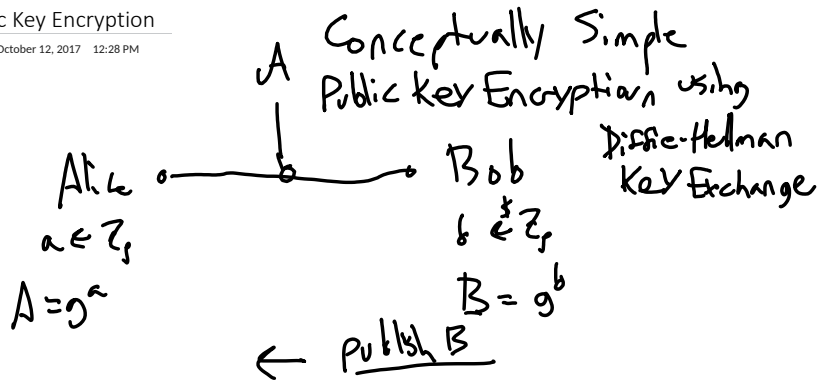 c Key Encryption
October 12, 2017 12:28 PM
Conceptually Simple
Public Key Encryption using
Diffie-Hellman
Key Exchange
A
Alice Bob
a ← Z_p b ←$ Z_p
A = g^a B = g^b
← publish B